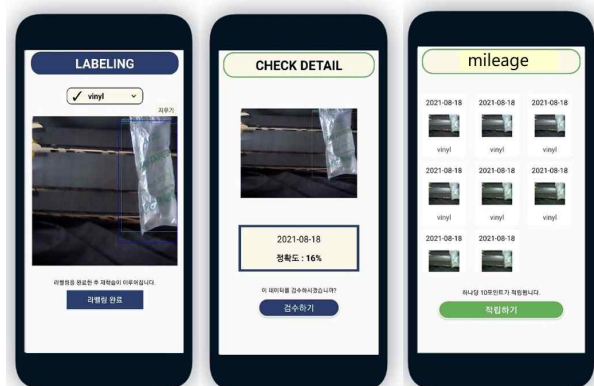 LABELING
✓ vinyl
지우기
라벨링을 완료한 후 재학습이 이루어집니다.
라벨링 완료
CHECK DETAIL
2021-08-18
정확도 : 16%
이 데이터를 검수하시겠습니까?
검수하기
mileage
2021-08-18 2021-08-18 2021-08-18
vinyl vinyl vinyl
2021-08-18 2021-08-18 2021-08-18
vinyl vinyl vinyl
2021-08-18 2021-08-18
하나당 10포인트가 적립됩니다.
적립하기